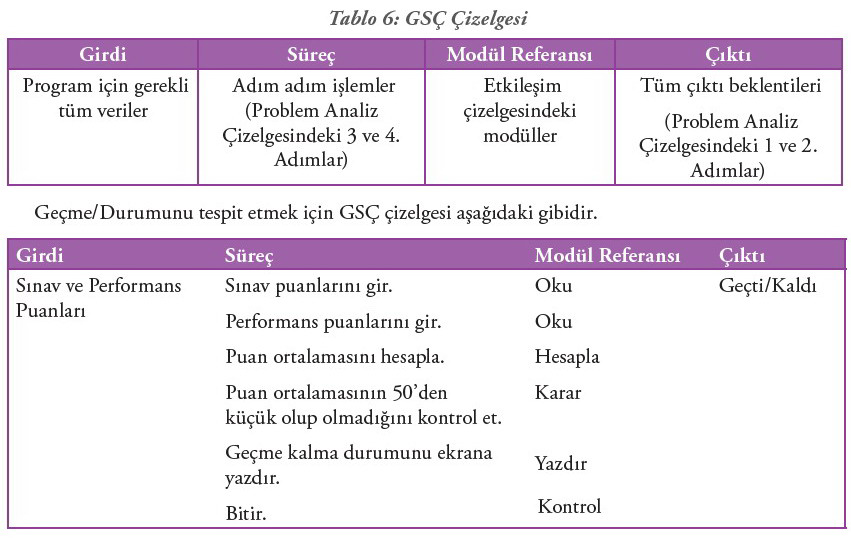 Tablo 6: GSÇ Çizelgesi
Girdi Süreç Modül Referansı Çıktı
Program için gerekli
tüm veriler
Adım adım işlemler
(Problem Analiz
Çizelgesindeki 3 ve 4.
Adımlar)
Etkileşim
çizelgesindeki
modüller
Tüm çıktı beklentileri
(Problem Analiz
Çizelgesindeki 1 ve 2.
Adımlar)
Geçme/Durumunu tespit etmek için GSÇ çizelgesi aşağıdaki gibidir.
Girdi Süreç Modül Referansı Çıktı
Sınav ve Performans
Puanları
Sınav puanlarını gir. Oku Geçti/Kaldı
Performans puanlarını gir. Oku
Puan ortalamasını hesapla. Hesapla
Puan ortalamasının 50’den Karar
küçük olup olmadığını kontrol et.
Geçme kalma durumunu ekrana
yazdır. Yazdır
Bitir. Kontrol